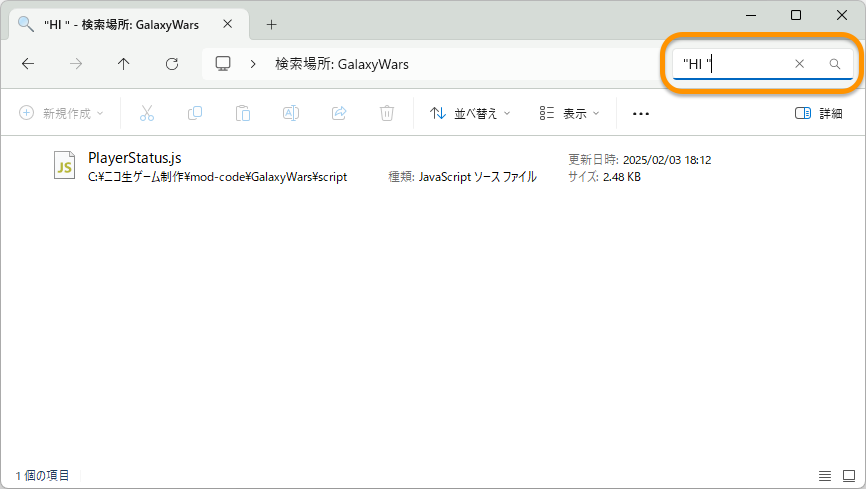 "HI " - 検索場所: GalaxyWars
検索場所: GalaxyWars
"HI "
新規作成
並べ替え
表示
詳細
JS
PlayerStatus.js
C:¥ニコ生ゲーム制作¥mod-code¥GalaxyWars¥script
種類: JavaScript ソース ファイル
更新日時: 2025/02/03 18:12
サイズ: 2.48 KB
1 個の項目